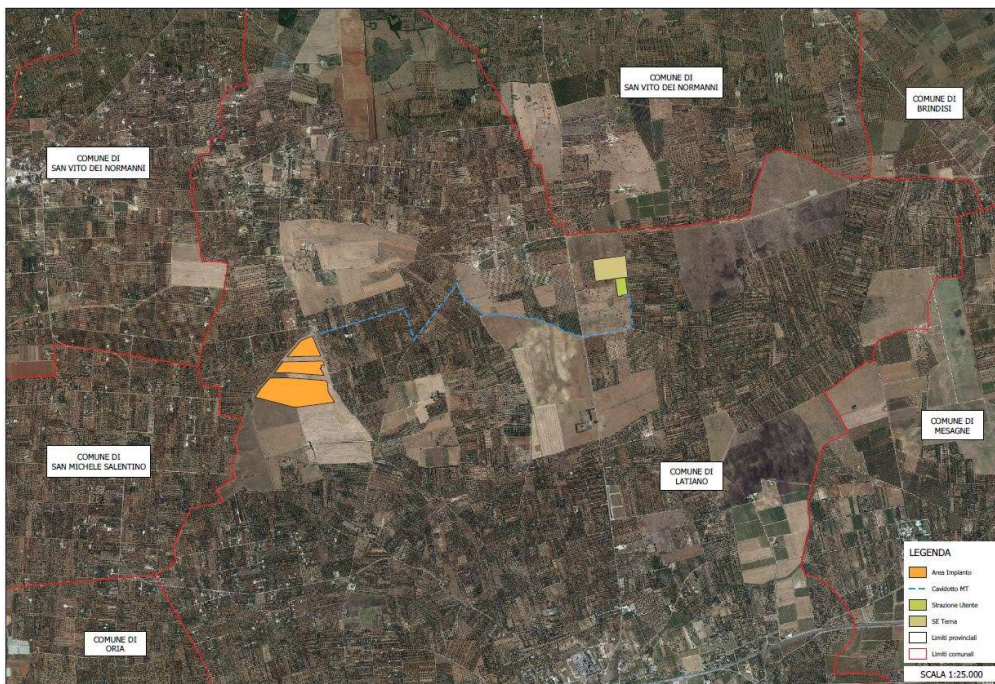 COMUNE DI
SAN VITO DEI NORMANNI
COMUNE DI
BRINDISI
COMUNE DI
SAN VITO DEI NORMANNI
COMUNE DI
SAN MICHELE SALENTINO
COMUNE DI
LATIANO
COMUNE DI
MESAGNE
COMUNE DI
ORIA
LEGENDA
Area Impianto
Cavidotto MT
Strazione Utente
SE Terna
Limiti provinciali
Limiti comunali
SCALA 1:25.000